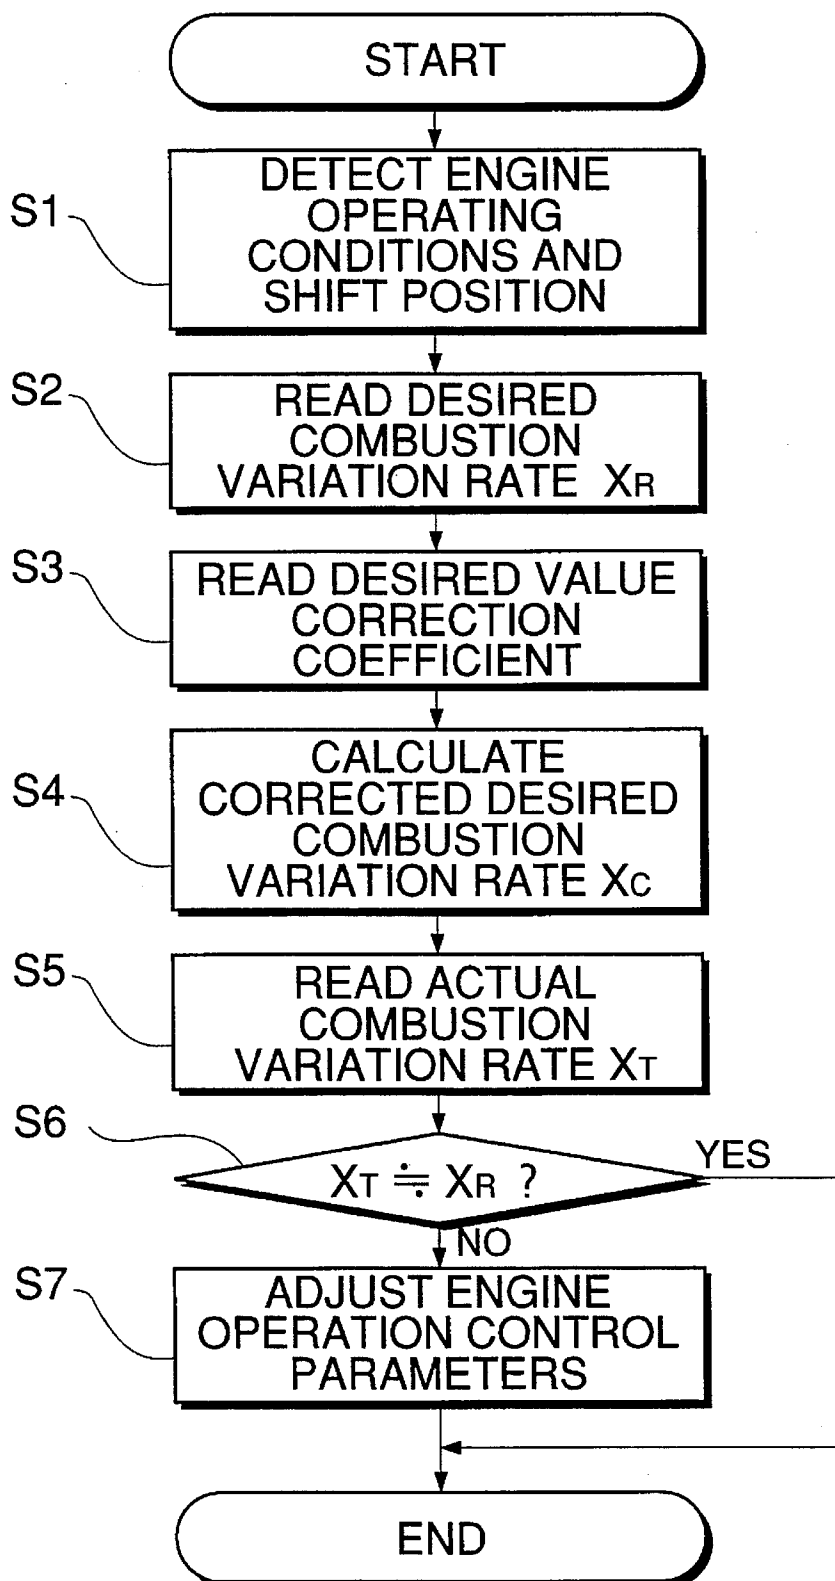 START
S1
DETECT ENGINE
OPERATING
CONDITIONS AND
SHIFT POSITION
S2
READ DESIRED
COMBUSTION
VARIATION RATE XR
S3
READ DESIRED VALUE
CORRECTION
COEFFICIENT
S4
CALCULATE
CORRECTED DESIRED
COMBUSTION
VARIATION RATE XC
S5
READ ACTUAL
COMBUSTION
VARIATION RATE XT
S6
XT ≒ XR ?
YES
NO
S7
ADJUST ENGINE
OPERATION CONTROL
PARAMETERS
END